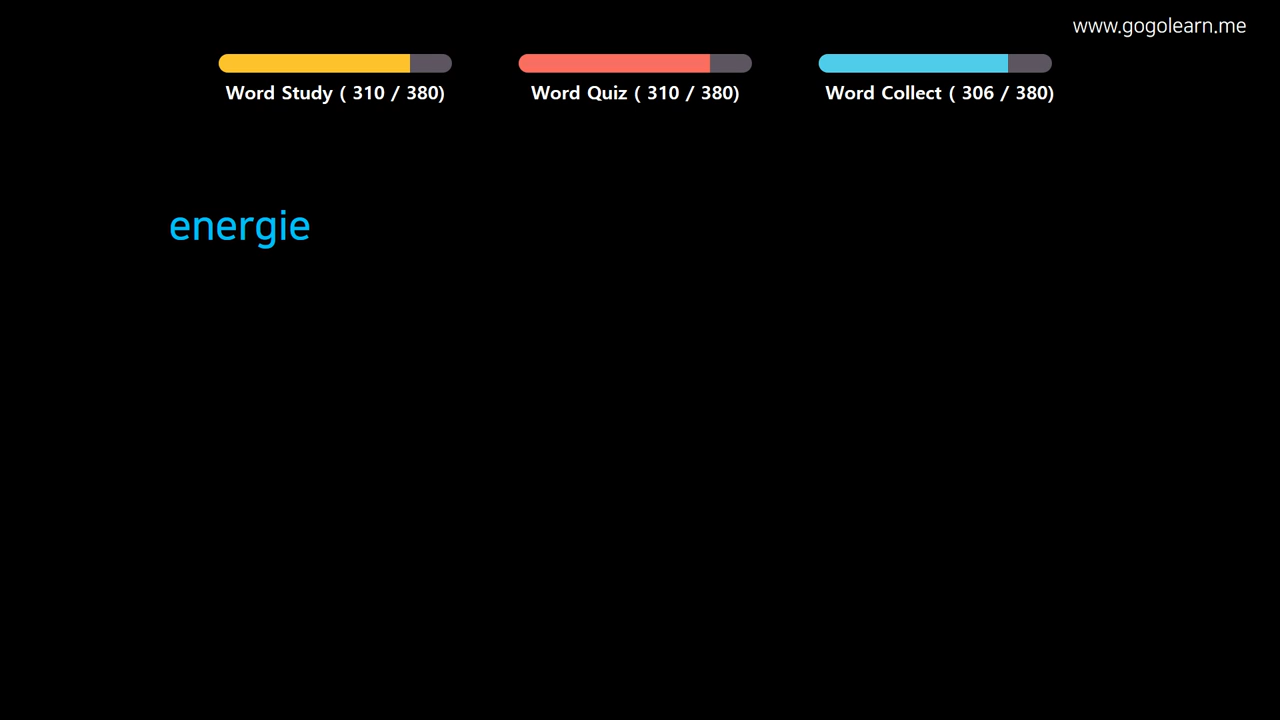 www.gogolearn.me
Word Study ( 310 / 380)
Word Quiz ( 310 / 380)
Word Collect ( 306 / 380)
energie